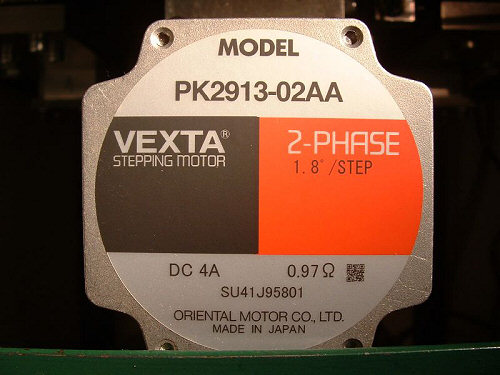 MODEL
PK2913-02AA
VEXTA®
STEPPING MOTOR
2-PHASE
1.8°/STEP
DC 4A 0.97Ω
SU41J95801
ORIENTAL MOTOR CO., LTD.
MADE IN JAPAN